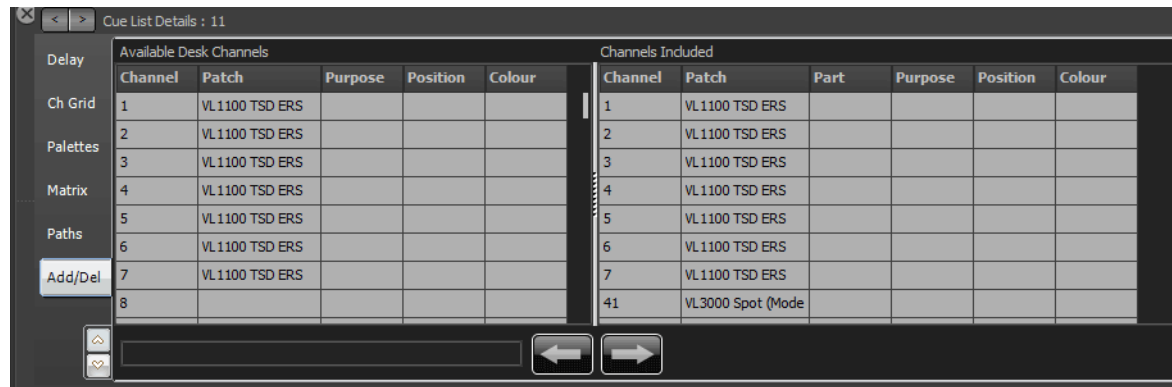 < > Cue List Details : 11
Delay
Ch Grid
Palettes
Matrix
Paths
Add/Del
Available Desk Channels
Channel Patch Purpose Position Colour
1 VL1100 TSD ERS
2 VL1100 TSD ERS
3 VL1100 TSD ERS
4 VL1100 TSD ERS
5 VL1100 TSD ERS
6 VL1100 TSD ERS
7 VL1100 TSD ERS
8
Channels Included
Channel Patch Part Purpose Position Colour
1 VL1100 TSD ERS
2 VL1100 TSD ERS
3 VL1100 TSD ERS
4 VL1100 TSD ERS
5 VL1100 TSD ERS
6 VL1100 TSD ERS
7 VL1100 TSD ERS
41 VL3000 Spot (Mode